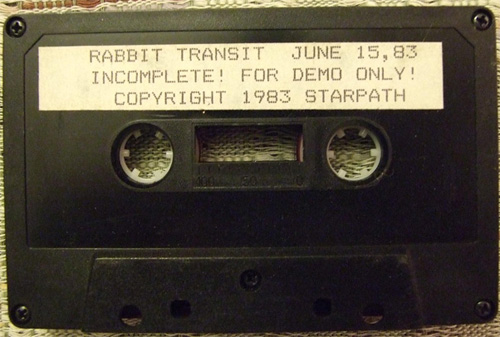 RABBIT TRANSIT JUNE 15,83
INCOMPLETE! FOR DEMO ONLY!
COPYRIGHT 1983 STARPATH